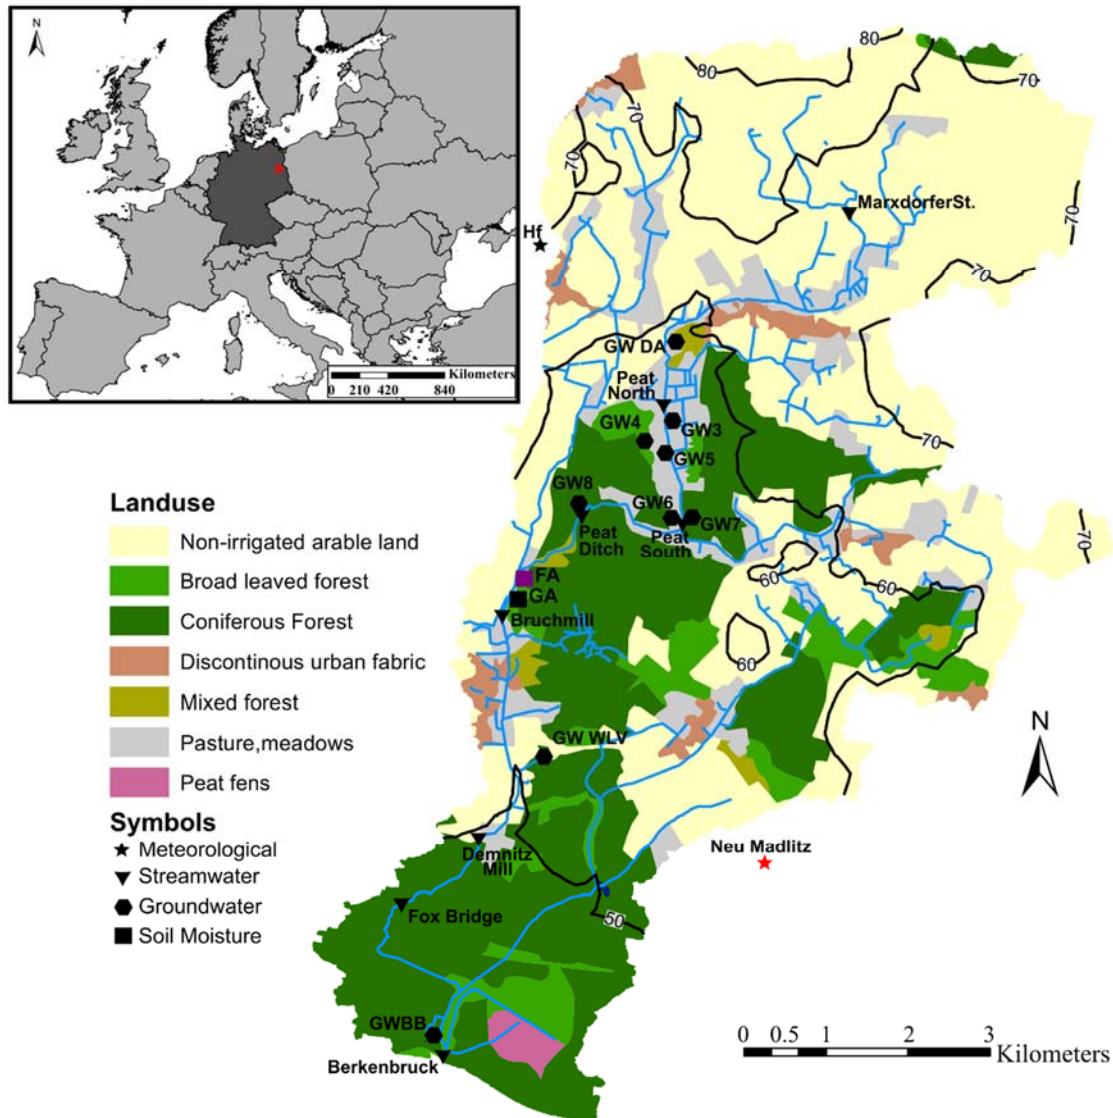 N
Kilometers
0 210 420 840
80
80
70
70
70
70
70
MarxdorferSt.
Hf
GW DA
Peat
North
GW4
GW3
GW5
70
GW8
GW6
GW7
Peat
Ditch
Peat
South
70
60
60
FA
GA
Bruchmill
60
GW WLV
Demnitz
Mill
Neu Madlitz
Fox Bridge
50
GWBB
Berkenbruck
Landuse
Non-irrigated arable land
Broad leaved forest
Coniferous Forest
Discontinous urban fabric
Mixed forest
Pasture,meadows
Peat fens
Symbols
Meteorological
Streamwater
Groundwater
Soil Moisture
N
0 0.5 1 2 3
Kilometers